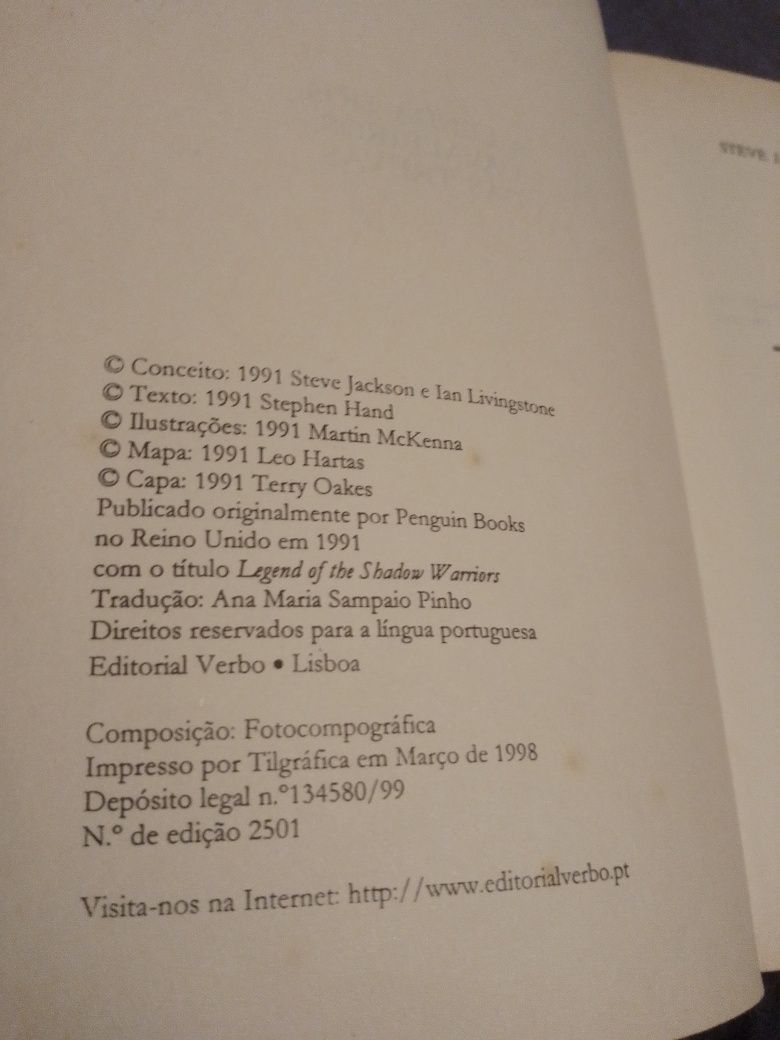 © Conceito: 1991 Steve Jackson e Ian Livingstone
© Texto: 1991 Stephen Hand
© Ilustrações: 1991 Martin McKenna
© Mapa: 1991 Leo Hartas
© Capa: 1991 Terry Oakes
Publicado originalmente por Penguin Books
no Reino Unido em 1991
com o título Legend of the Shadow Warriors
Tradução: Ana Maria Sampaio Pinho
Direitos reservados para a língua portuguesa
Editorial Verbo • Lisboa
Composição: Fotocompográfica
Impresso por Tilgráfica em Março de 1998
Depósito legal n.º134580/99
N.º de edição 2501
Visita-nos na Internet: http://www.editorialverbo.pt
STEVE